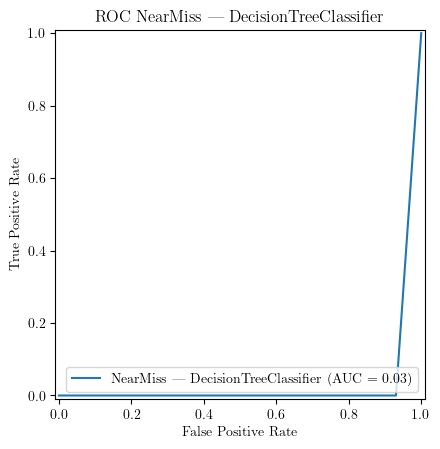 ROC NearMiss — DecisionTreeClassifier
1.0
0.8
0.6
0.4
0.2
0.0
True Positive Rate
NearMiss — DecisionTreeClassifier (AUC = 0.03)
0.0 0.2 0.4 0.6 0.8 1.0
False Positive Rate